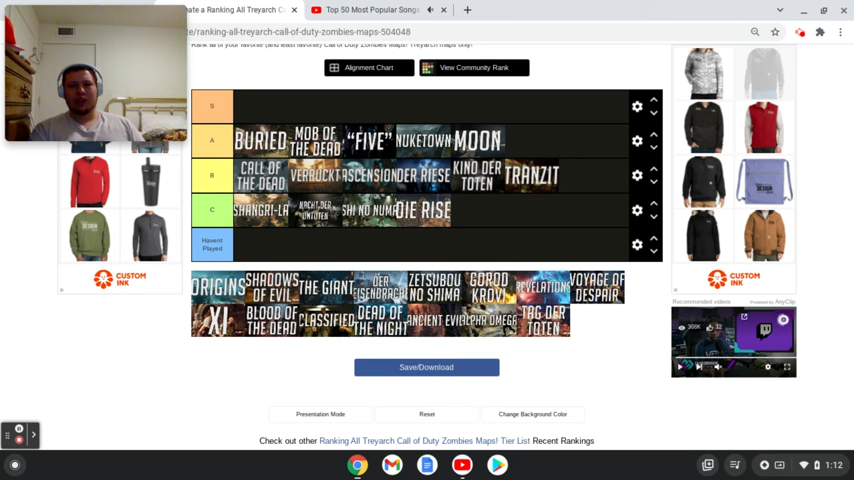 eate a Ranking All Treyarch C
Top 50 Most Popular Songs
te/ranking-all-treyarch-call-of-duty-zombies-maps-504048
Rank all of your favorite (and least favorite) Call of Duty Zombies Maps! Treyarch maps only!
Alignment Chart
View Community Rank
S
A
BURIED
MOB OF THE DEAD
"FIVE"
NUKETOWN
MOON
B
CALL OF THE DEAD
VERRUCKT
ASCENSION
DER RIESE
KINO DER TOTEN
TRANZIT
C
SHANGRI-LA
NACHT DER UNTOTEN
SHI NO NUMA
DIE RISE
Havent Played
ORIGINS
SHADOWS OF EVIL
THE GIANT
DER EISENDRACHE
ZETSUBOU NO SHIMA
GOROD KROVI
REVELATIONS
VOYAGE OF DESPAIR
XI
BLOOD OF THE DEAD
CLASSIFIED
DEAD OF THE NIGHT
ANCIENT EVIL
ALPHA OMEGA
TAG DER TOTEN
CUSTOM INK
CUSTOM INK
Recommended videos
Powered by AnyClip
Save/Download
Presentation Mode
Reset
Change Background Color
Check out other Ranking All Treyarch Call of Duty Zombies Maps! Tier List Recent Rankings
1:12